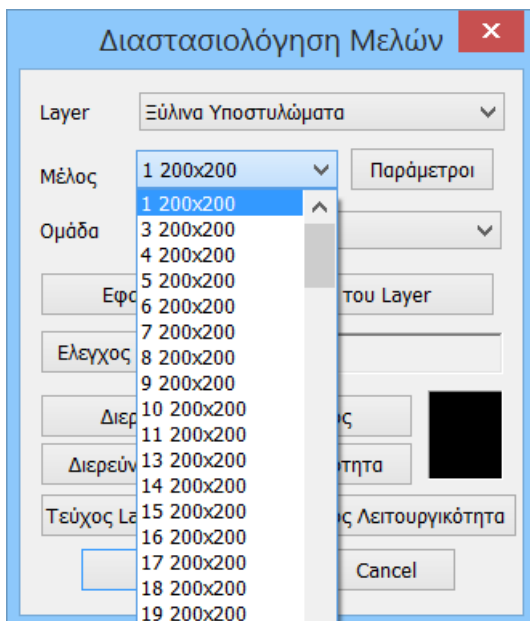 Διαστασιολόγηση Μελών
Layer Ξύλινα Υποστυλώματα
Μέλος 1 200x200 Παράμετροι
1 200x200
3 200x200
Ομάδα
4 200x200
5 200x200
του Layer
6 200x200
7 200x200
Ελεγχος
8 200x200
9 200x200
10 200x200
11 200x200
13 200x200
14 200x200
Τεύχος
15 200x200
Λειτουργικότητα
16 200x200
17 200x200
Cancel
18 200x200
19 200x200